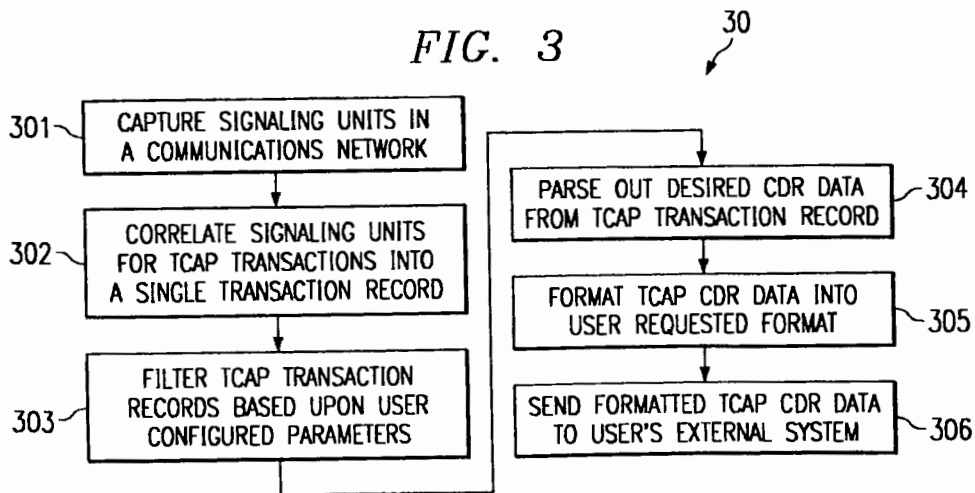 FIG. 3
30
301
CAPTURE SIGNALING UNITS IN
A COMMUNICATIONS NETWORK
302
CORRELATE SIGNALING UNITS
FOR TCAP TRANSACTIONS INTO
A SINGLE TRANSACTION RECORD
303
FILTER TCAP TRANSACTION
RECORDS BASED UPON USER
CONFIGURED PARAMETERS
PARSE OUT DESIRED CDR DATA
FROM TCAP TRANSACTION RECORD
304
FORMAT TCAP CDR DATA INTO
USER REQUESTED FORMAT
305
SEND FORMATTED TCAP CDR DATA
TO USER'S EXTERNAL SYSTEM
306